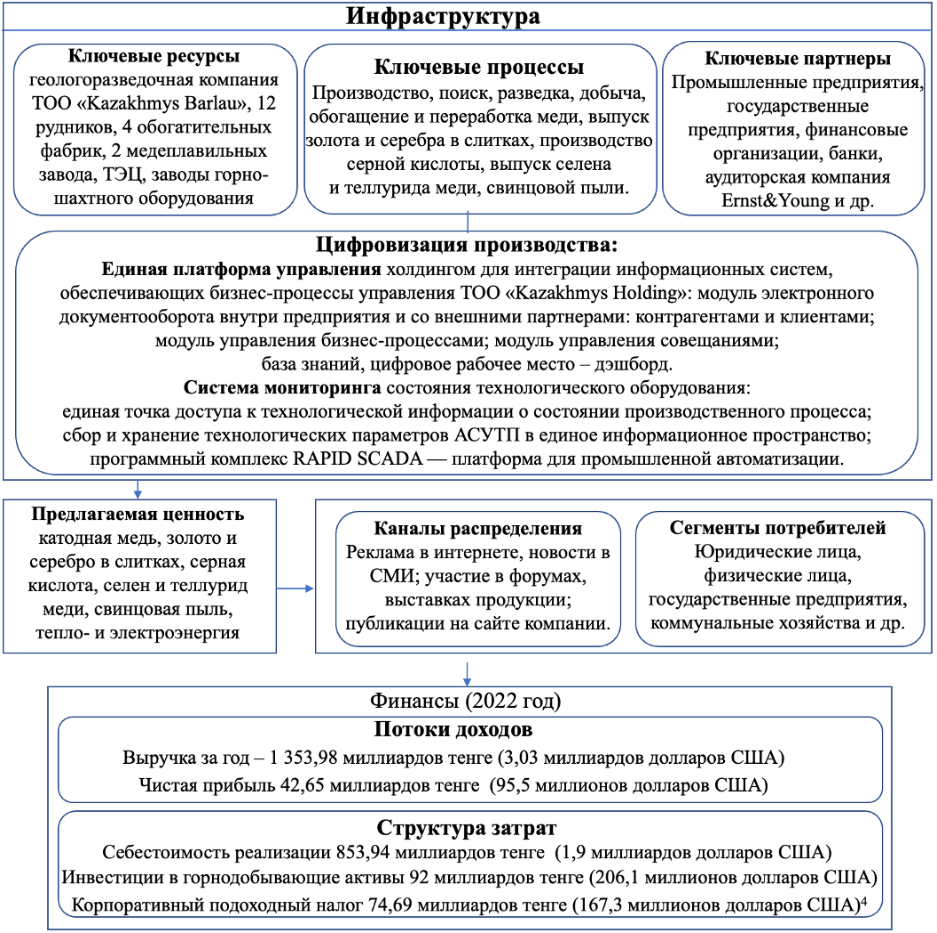 Инфраструктура
Ключевые ресурсы
геологоразведочная компания
ТОО «Kazakhmys Barlau», 12
рудников, 4 обогатительных
фабрик, 2 медеплавильных
завода, ТЭЦ, заводы горно-
шахтного оборудования
Ключевые процессы
Производство, поиск, разведка, добыча,
обогащение и переработка меди, выпуск
золота и серебра в слитках, производство
серной кислоты, выпуск селена
и теллурида меди, свинцовой пыли.
Ключевые партнеры
Промышленные предприятия,
государственные
предприятия, финансовые
организации, банки,
аудиторская компания
Ernst&Young и др.
Цифровизация производства:
Единая платформа управления холдингом для интеграции информационных систем,
обеспечивающих бизнес-процессы управления ТОО «Kazakhmys Holding»: модуль электронного
документооборота внутри предприятия и со внешними партнерами: контрагентами и клиентами;
модуль управления бизнес-процессами; модуль управления совещаниями;
база знаний, цифровое рабочее место – дэшборд.
Система мониторинга состояния технологического оборудования:
единая точка доступа к технологической информации о состоянии производственного процесса;
сбор и хранение технологических параметров АСУТП в единое информационное пространство;
программный комплекс RAPID SCADA — платформа для промышленной автоматизации.
Предлагаемая ценность
катодная медь, золото и
серебро в слитках, серная
кислота, селен и теллурид
меди, свинцовая пыль,
тепло- и электроэнергия
Каналы распределения
Реклама в интернете, новости в
СМИ; участие в форумах,
выставках продукции;
публикации на сайте компании.
Сегменты потребителей
Юридические лица,
физические лица,
государственные предприятия,
коммунальные хозяйства и др.
Финансы (2022 год)
Потоки доходов
Выручка за год – 1 353,98 миллиардов тенге (3,03 миллиардов долларов США)
Чистая прибыль 42,65 миллиардов тенге (95,5 миллионов долларов США)
Структура затрат
Себестоимость реализации 853,94 миллиардов тенге (1,9 миллиардов долларов США)
Инвестиции в горнодобывающие активы 92 миллиардов тенге (206,1 миллионов долларов США)
Корпоративный подоходный налог 74,69 миллиардов тенге (167,3 миллионов долларов США)⁴